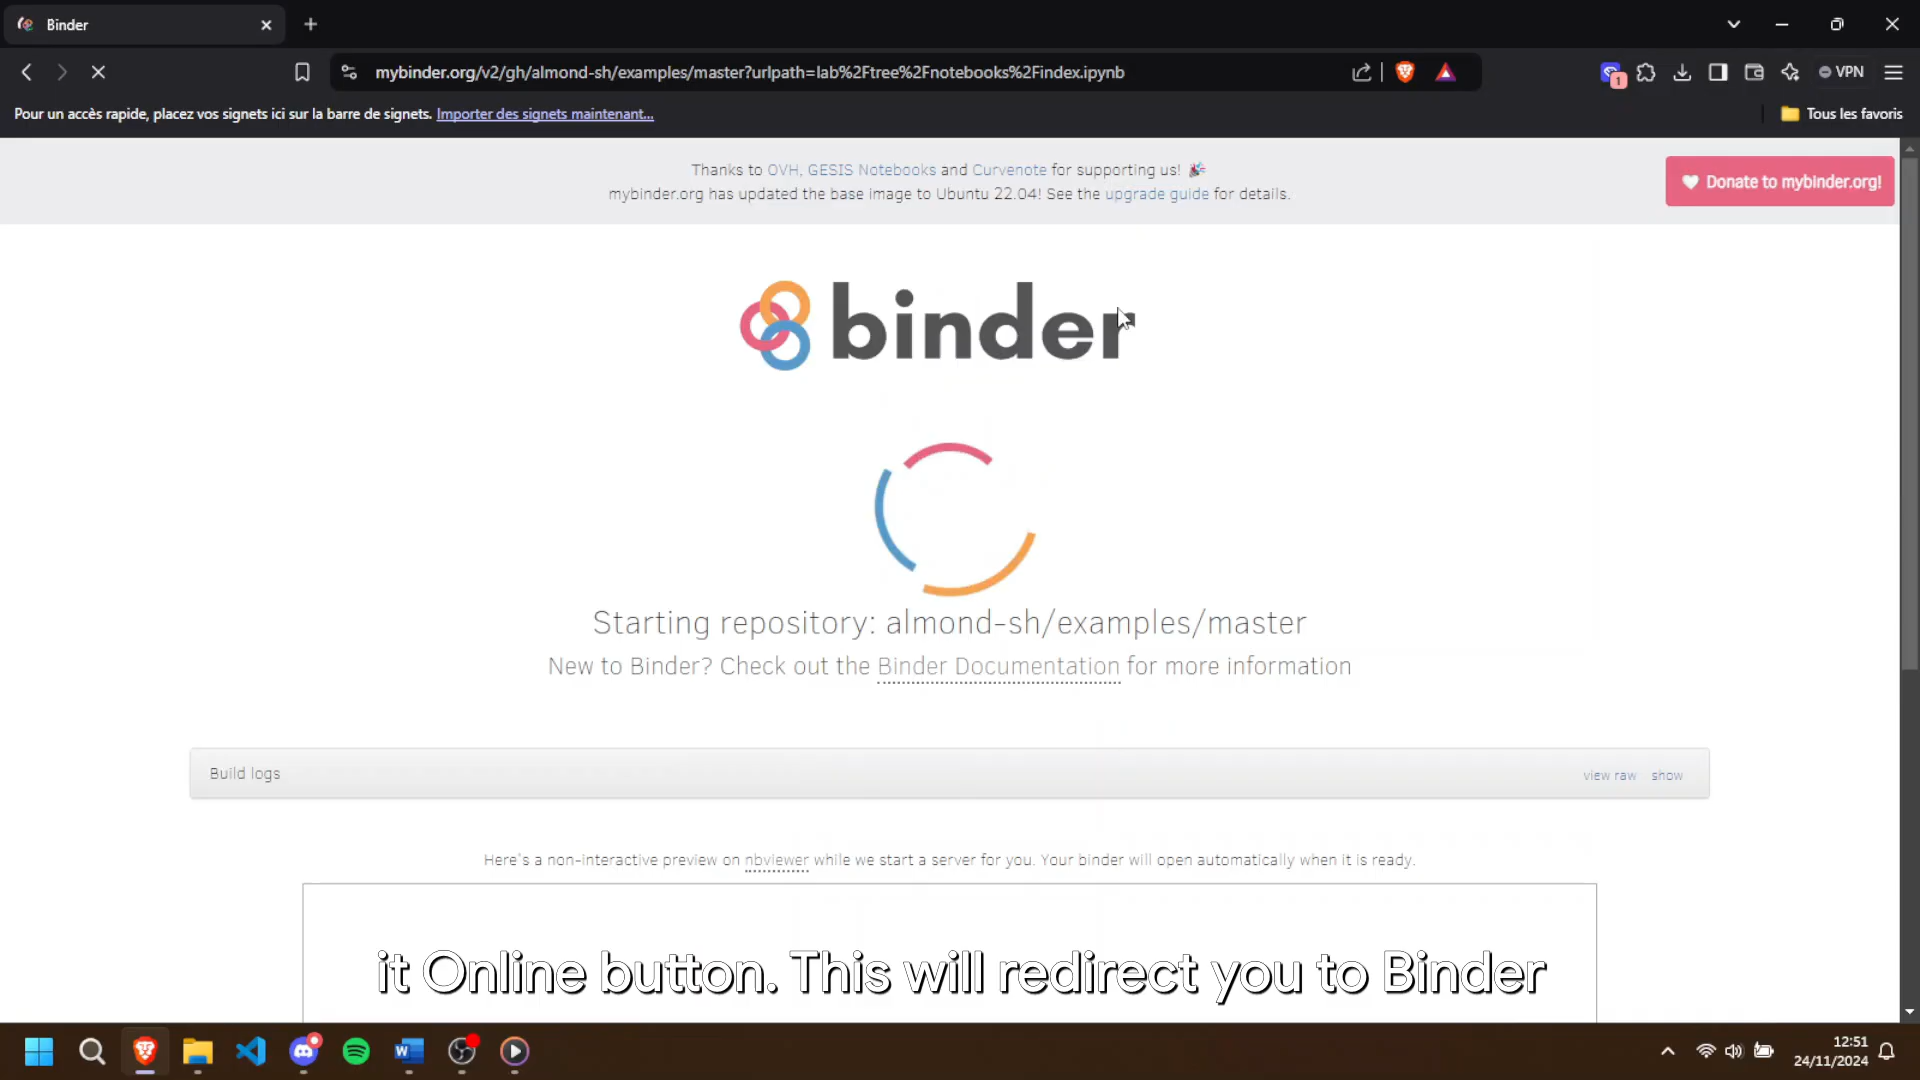 Binder
mybinder.org/v2/gh/almond-sh/examples/master?urlpath=lab%2Ftree%2Fnotebooks%2Findex.ipynb
1
VPN
Pour un accès rapide, placez vos signets ici sur la barre de signets. Importer des signets maintenant...
Tous les favoris
Thanks to OVH, GESIS Notebooks and Curvenote for supporting us! 🎉
mybinder.org has updated the base image to Ubuntu 22.04! See the upgrade guide for details.
Donate to mybinder.org!
binder
Starting repository: almond-sh/examples/master
New to Binder? Check out the Binder Documentation for more information
Build logs
view raw show
Here's a non-interactive preview on nbviewer while we start a server for you. Your binder will open automatically when it is ready.
it Online button. This will redirect you to Binder
12:51
24/11/2024